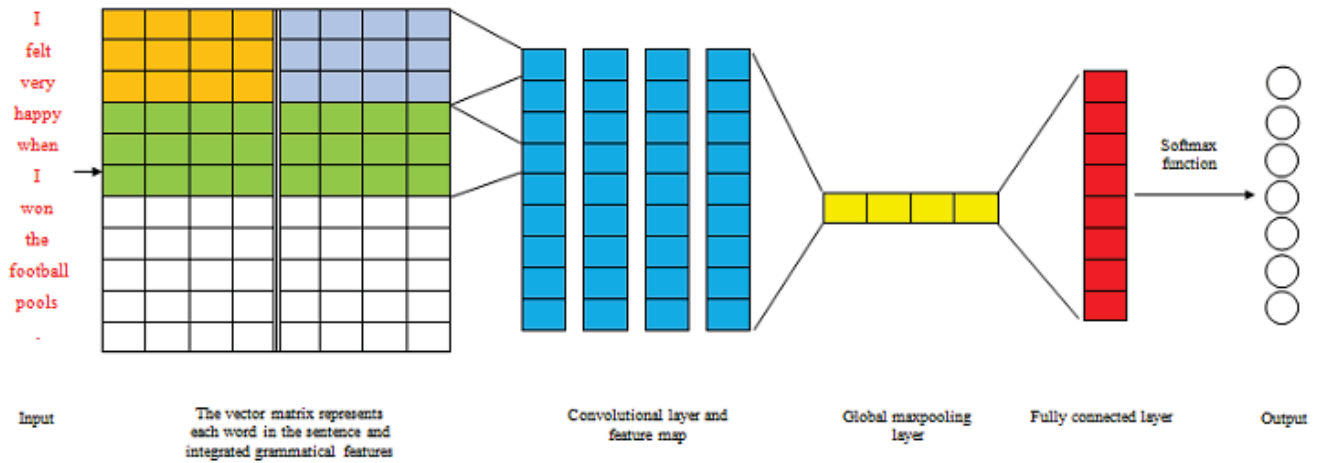 I
felt
very
happy
when
I
won
the
football
pools
.
Softmax
function
Input
The vector matrix represents
each word in the sentence and
integrated grammatical features
Convolutional layer and
feature map
Global maxpooling
layer
Fully connected layer
Output